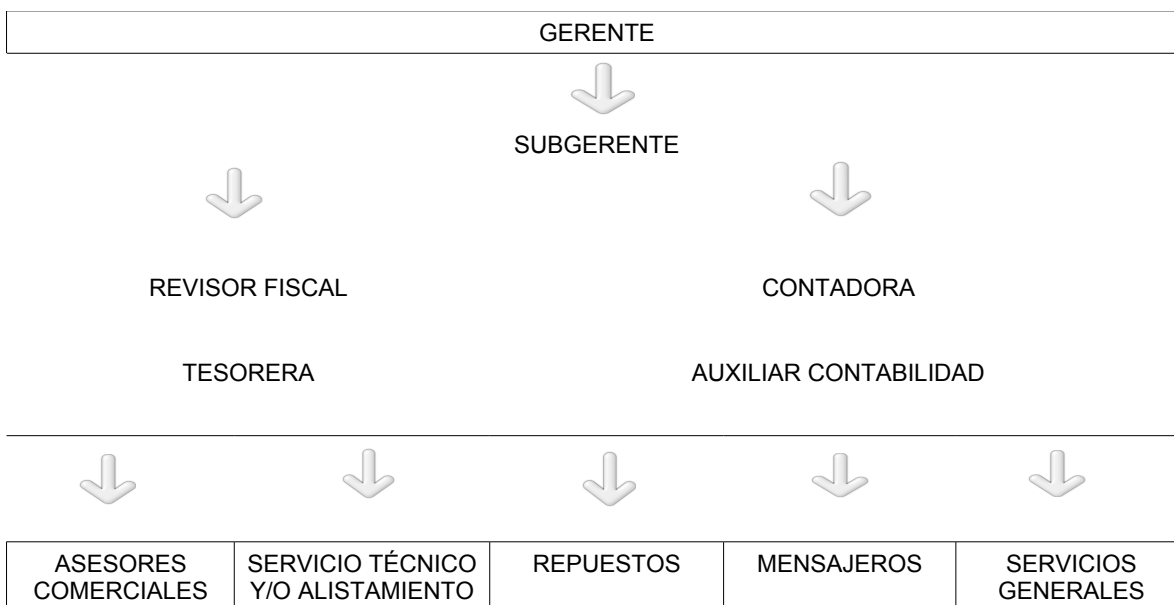 GERENTE
SUBGERENTE
REVISOR FISCAL
CONTADORA
TESORERA
AUXILIAR CONTABILIDAD
ASESORES
COMERCIALES
SERVICIO TÉCNICO
Y/O ALISTAMIENTO
REPUESTOS
MENSAJEROS
SERVICIOS
GENERALES